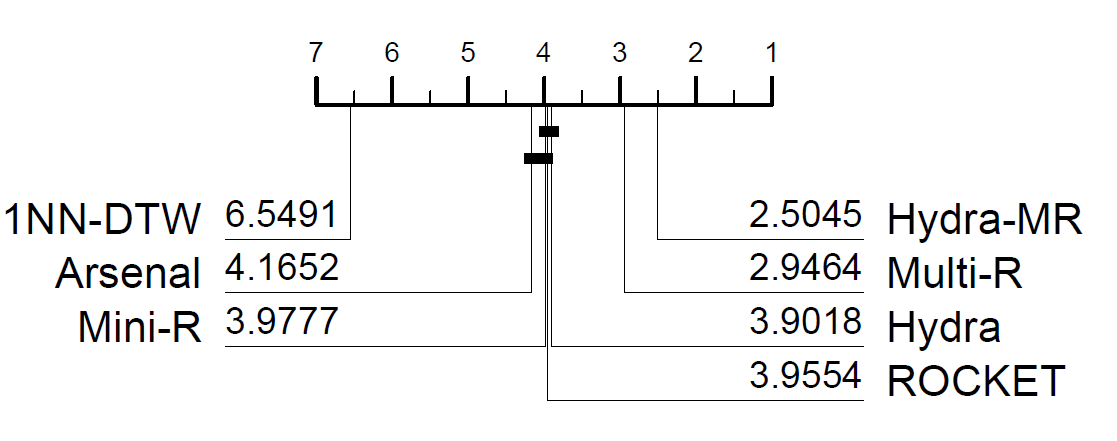 7 6 5 4 3 2 1
1NN-DTW 6.5491 2.5045 Hydra-MR
Arsenal 4.1652 2.9464 Multi-R
Mini-R 3.9777 3.9018 Hydra
3.9554 ROCKET